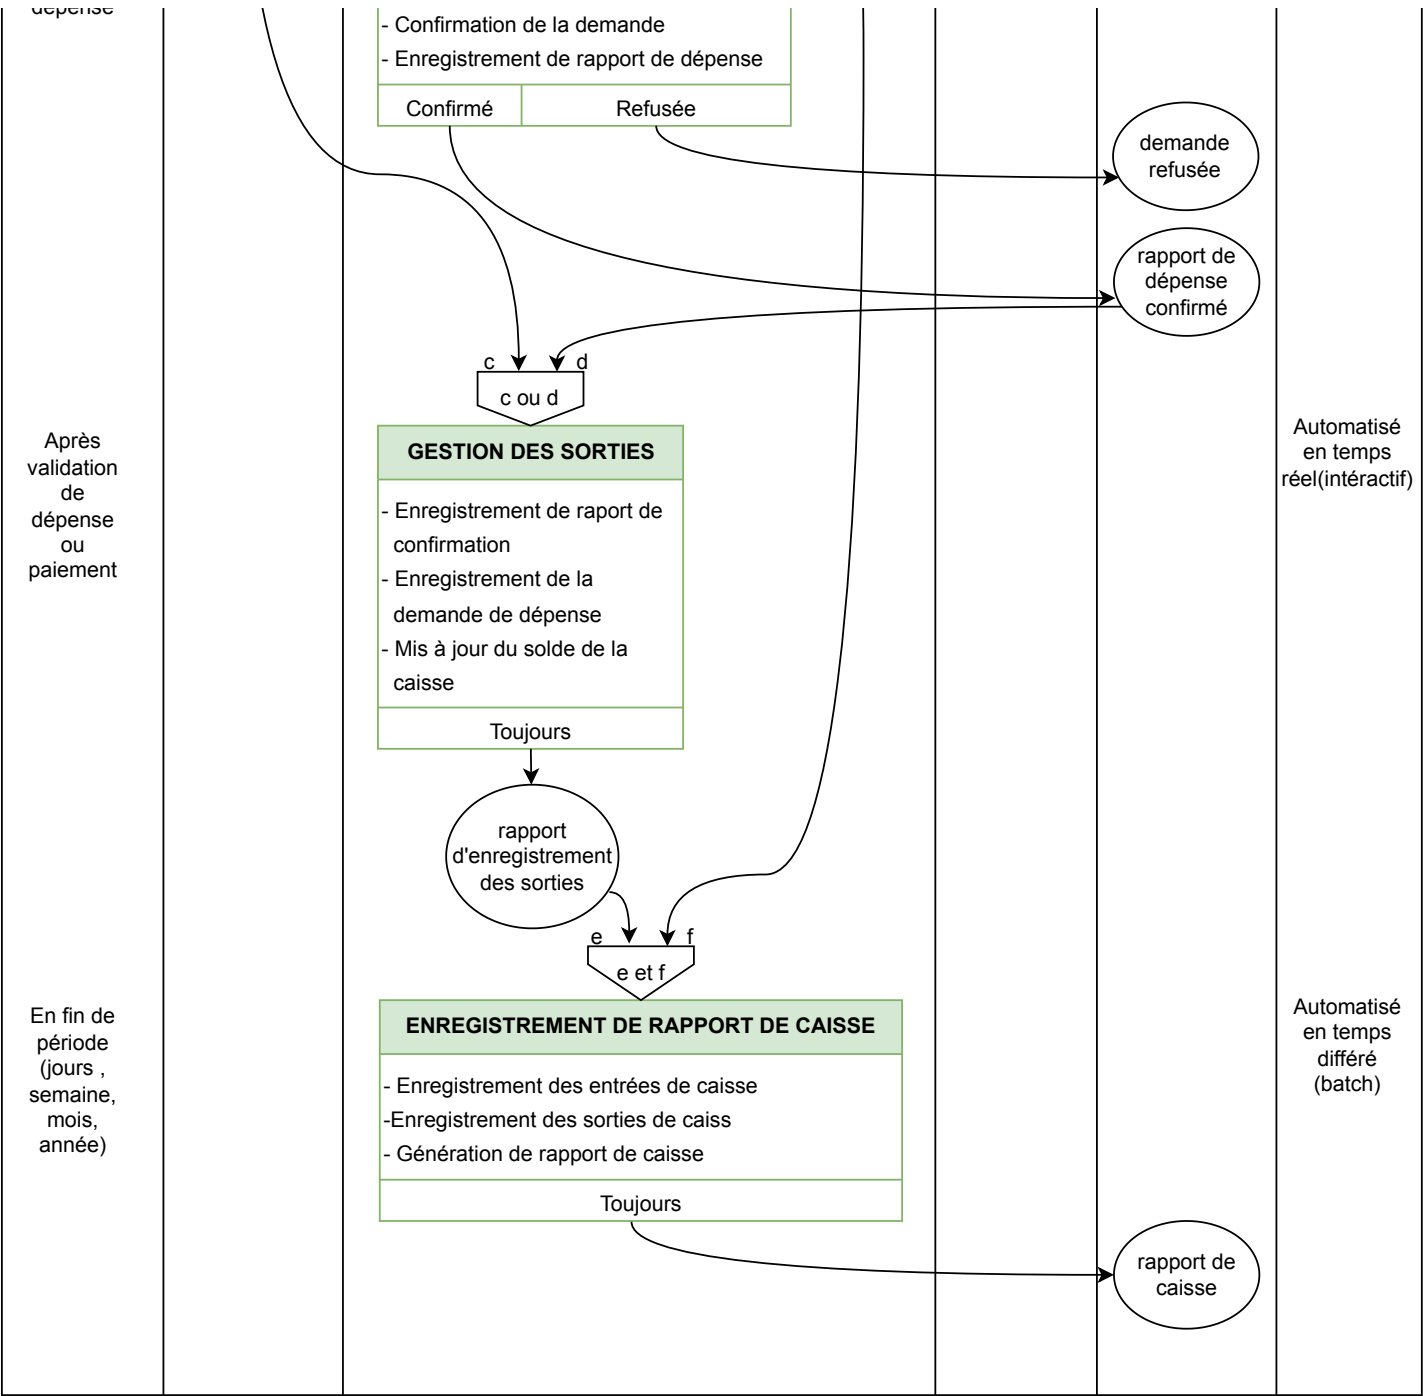 dépense
- Confirmation de la demande
- Enregistrement de rapport de dépense
Confirmé
Refusée
demande
refusée
rapport de
dépense
confirmé
c
d
c ou d
Après
validation
de
dépense
ou
paiement
GESTION DES SORTIES
- Enregistrement de raport de
confirmation
- Enregistrement de la
demande de dépense
- Mis à jour du solde de la
caisse
Toujours
Automatisé
en temps
réel(intéractif)
rapport
d'enregistrement
des sorties
e
f
e et f
En fin de
période
(jours ,
semaine,
mois,
année)
ENREGISTREMENT DE RAPPORT DE CAISSE
- Enregistrement des entrées de caisse
-Enregistrement des sorties de caiss
- Génération de rapport de caisse
Toujours
Automatisé
en temps
différé
(batch)
rapport de
caisse